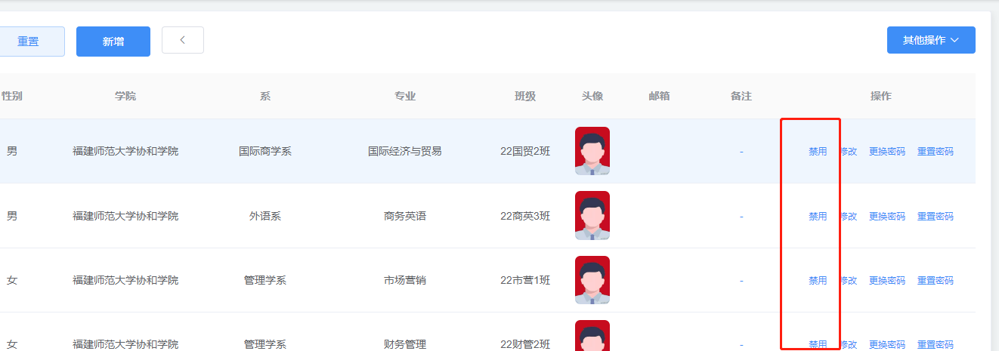 重置 新增 其他操作
性别 学院 系 专业 班级 头像 邮箱 备注 操作
男 福建师范大学协和学院 国际商学系 国际经济与贸易 22国贸2班 - 禁用 修改 更换密码 重置密码
男 福建师范大学协和学院 外语系 商务英语 22商英3班 - 禁用 修改 更换密码 重置密码
女 福建师范大学协和学院 管理学系 市场营销 22市营1班 - 禁用 修改 更换密码 重置密码
女 福建师范大学协和学院 管理学系 财务管理 22财管2班 - 禁用 修改 更换密码 重置密码